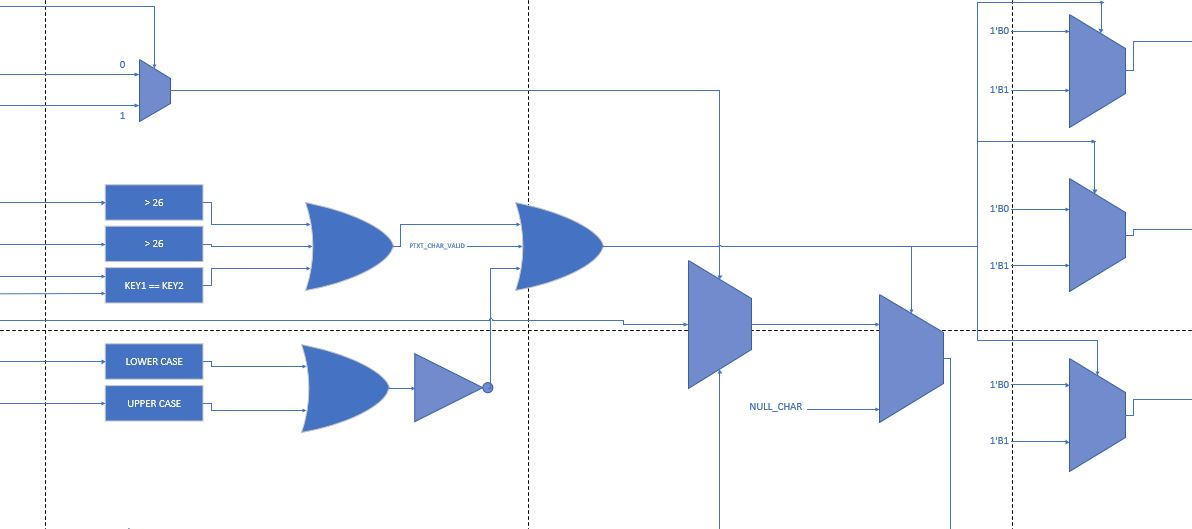 1'B0
0
1'B1
1
> 26
1'B0
> 26
PTXT_CHAR_VALID
1'B1
KEY1 == KEY2
LOWER CASE
1'B0
UPPER CASE
NULL_CHAR
1'B1